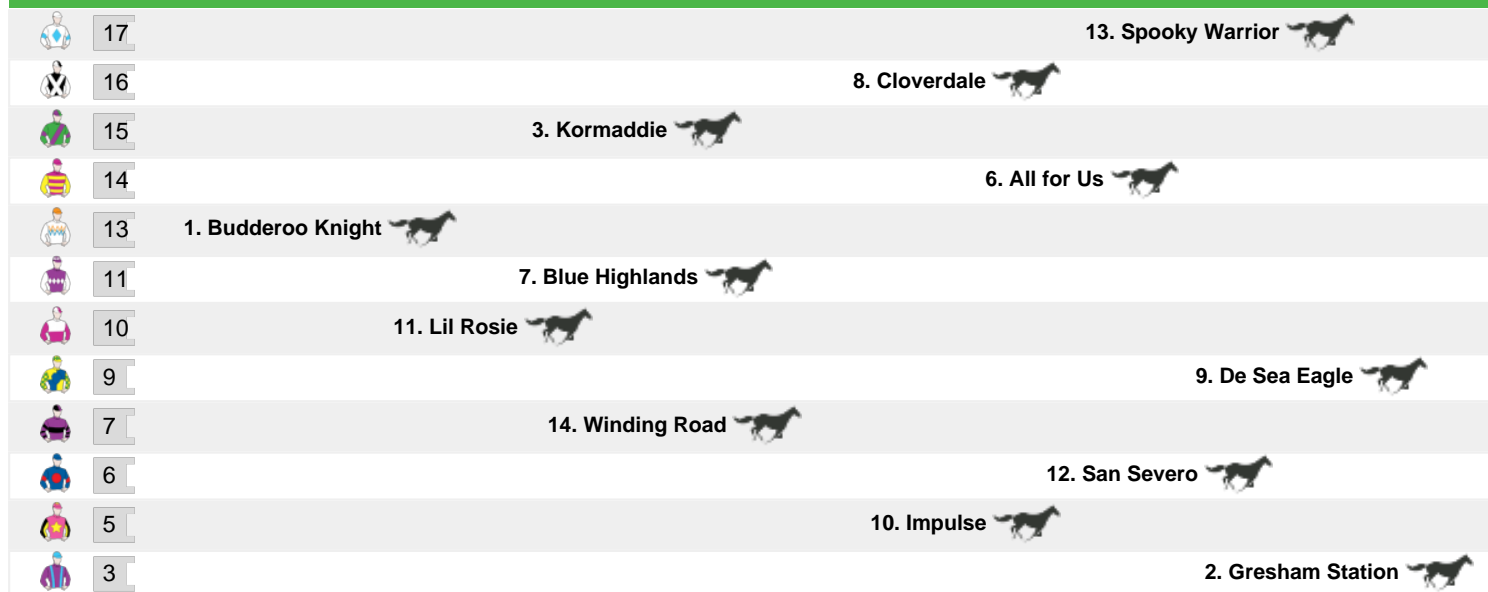 17 13. Spooky Warrior
16 8. Cloverdale
15 3. Kormaddie
14 6. All for Us
13 1. Budderoo Knight
11 7. Blue Highlands
10 11. Lil Rosie
9 9. De Sea Eagle
7 14. Winding Road
6 12. San Severo
5 10. Impulse
3 2. Gresham Station